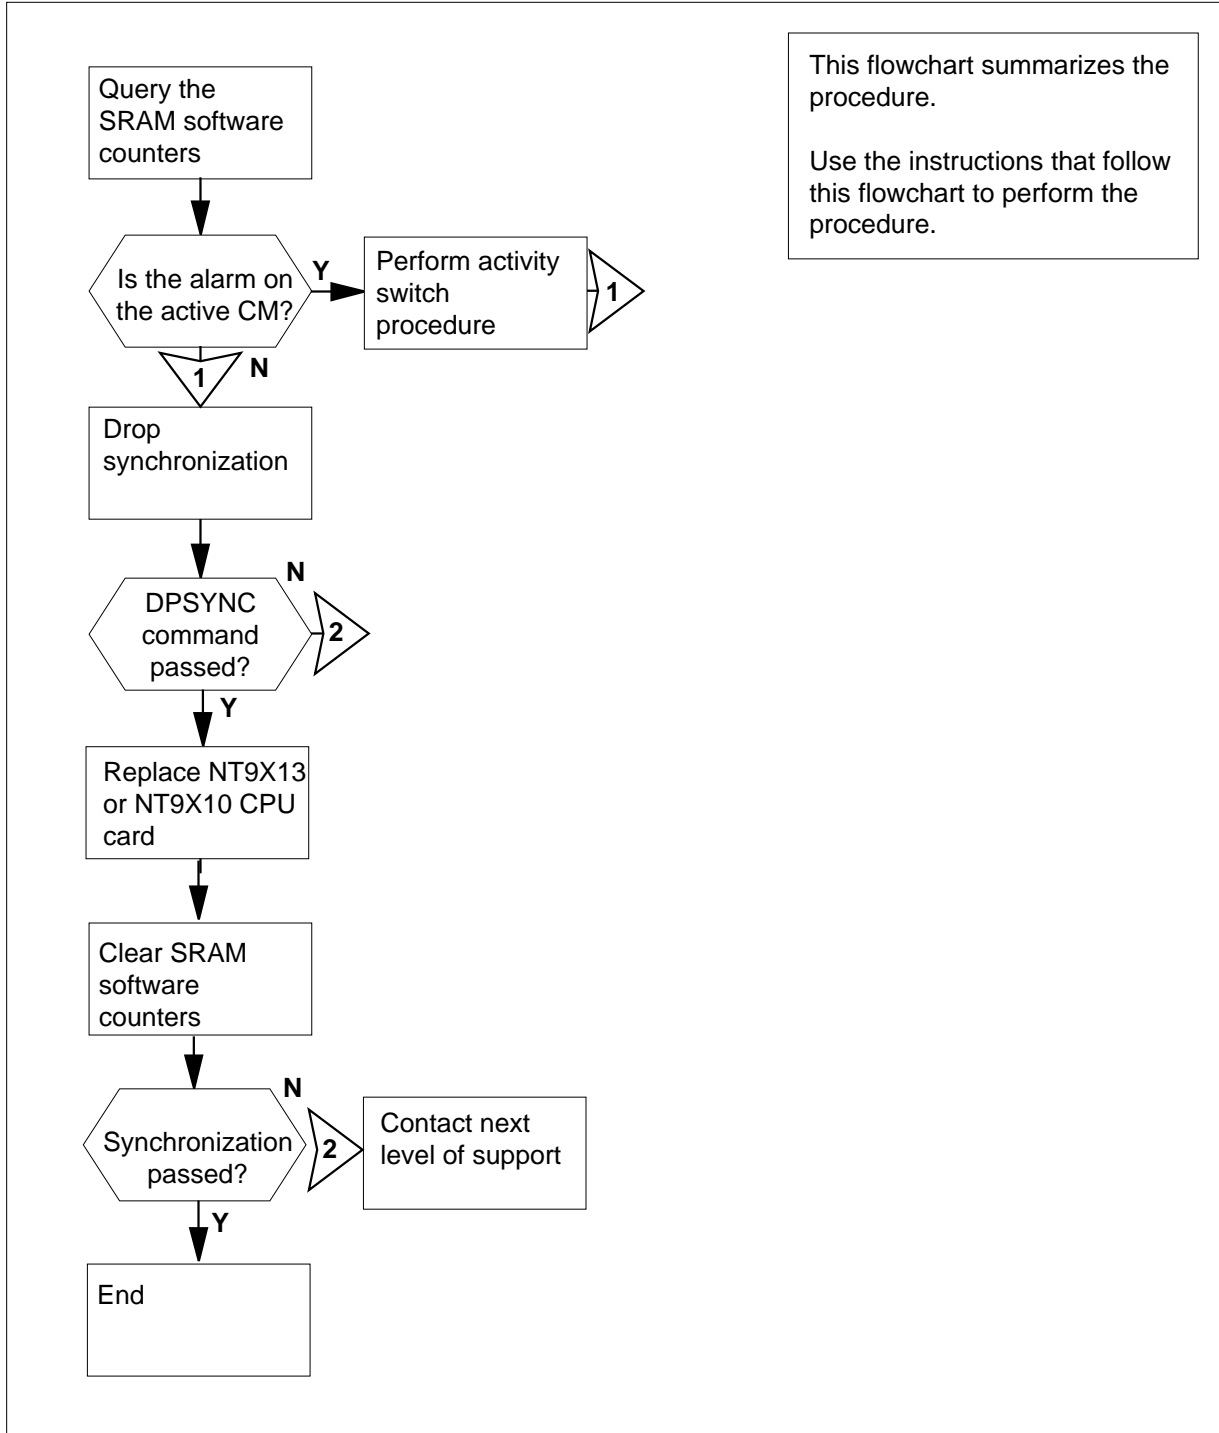 Query the
SRAM software
counters
This flowchart summarizes the
procedure.
Use the instructions that follow
this flowchart to perform the
procedure.
Is the alarm on
the active CM?
Y
Perform activity
switch
procedure
1
1
N
Drop
synchronization
DPSYNC
command
passed?
N
2
Y
Replace NT9X13
or NT9X10 CPU
card
Clear SRAM
software
counters
Synchronization
passed?
N
2
Contact next
level of support
Y
End